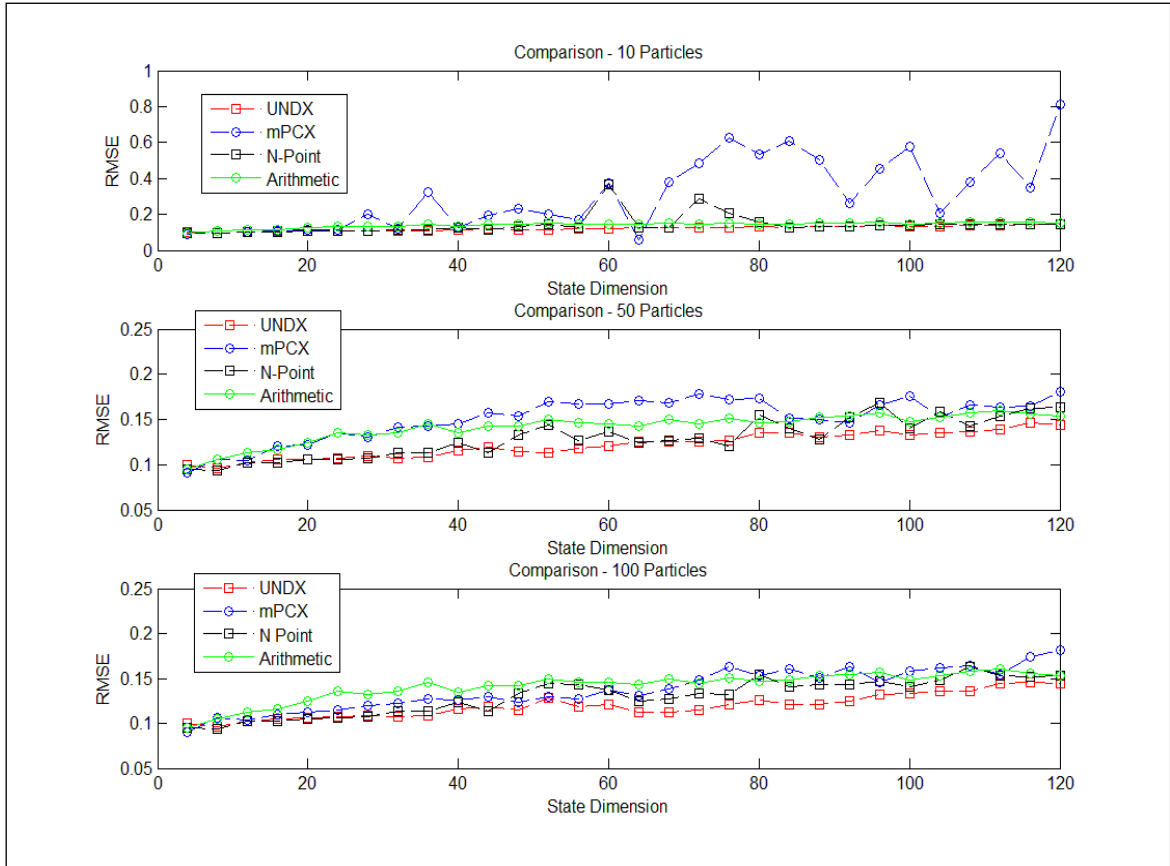 Comparison - 10 Particles
1
0.8
0.6
0.4
0.2
0
RMSE
UNDX
mPCX
N-Point
Arithmetic
0 20 40 60 80 100 120
State Dimension
Comparison - 50 Particles
0.25
0.2
0.15
0.1
0.05
RMSE
UNDX
mPCX
N-Point
Arithmetic
0 20 40 60 80 100 120
State Dimension
Comparison - 100 Particles
0.25
0.2
0.15
0.1
0.05
RMSE
UNDX
mPCX
N Point
Arithmetic
0 20 40 60 80 100 120
State Dimension